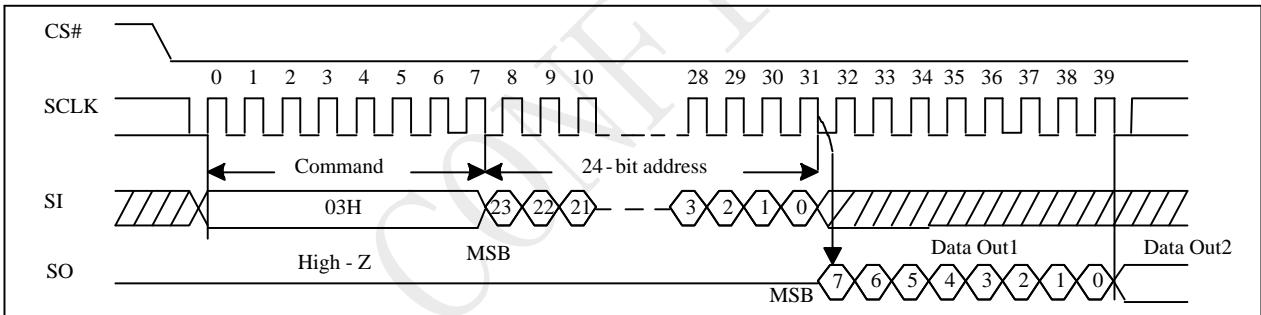 CS#
0 1 2 3 4 5 6 7 8 9 10 28 29 30 31 32 33 34 35 36 37 38 39
SCLK
Command 24-bit address
SI 03H 23 22 21 3 2 1 0
MSB Data Out1 Data Out2
High - Z
SO MSB 7 6 5 4 3 2 1 0